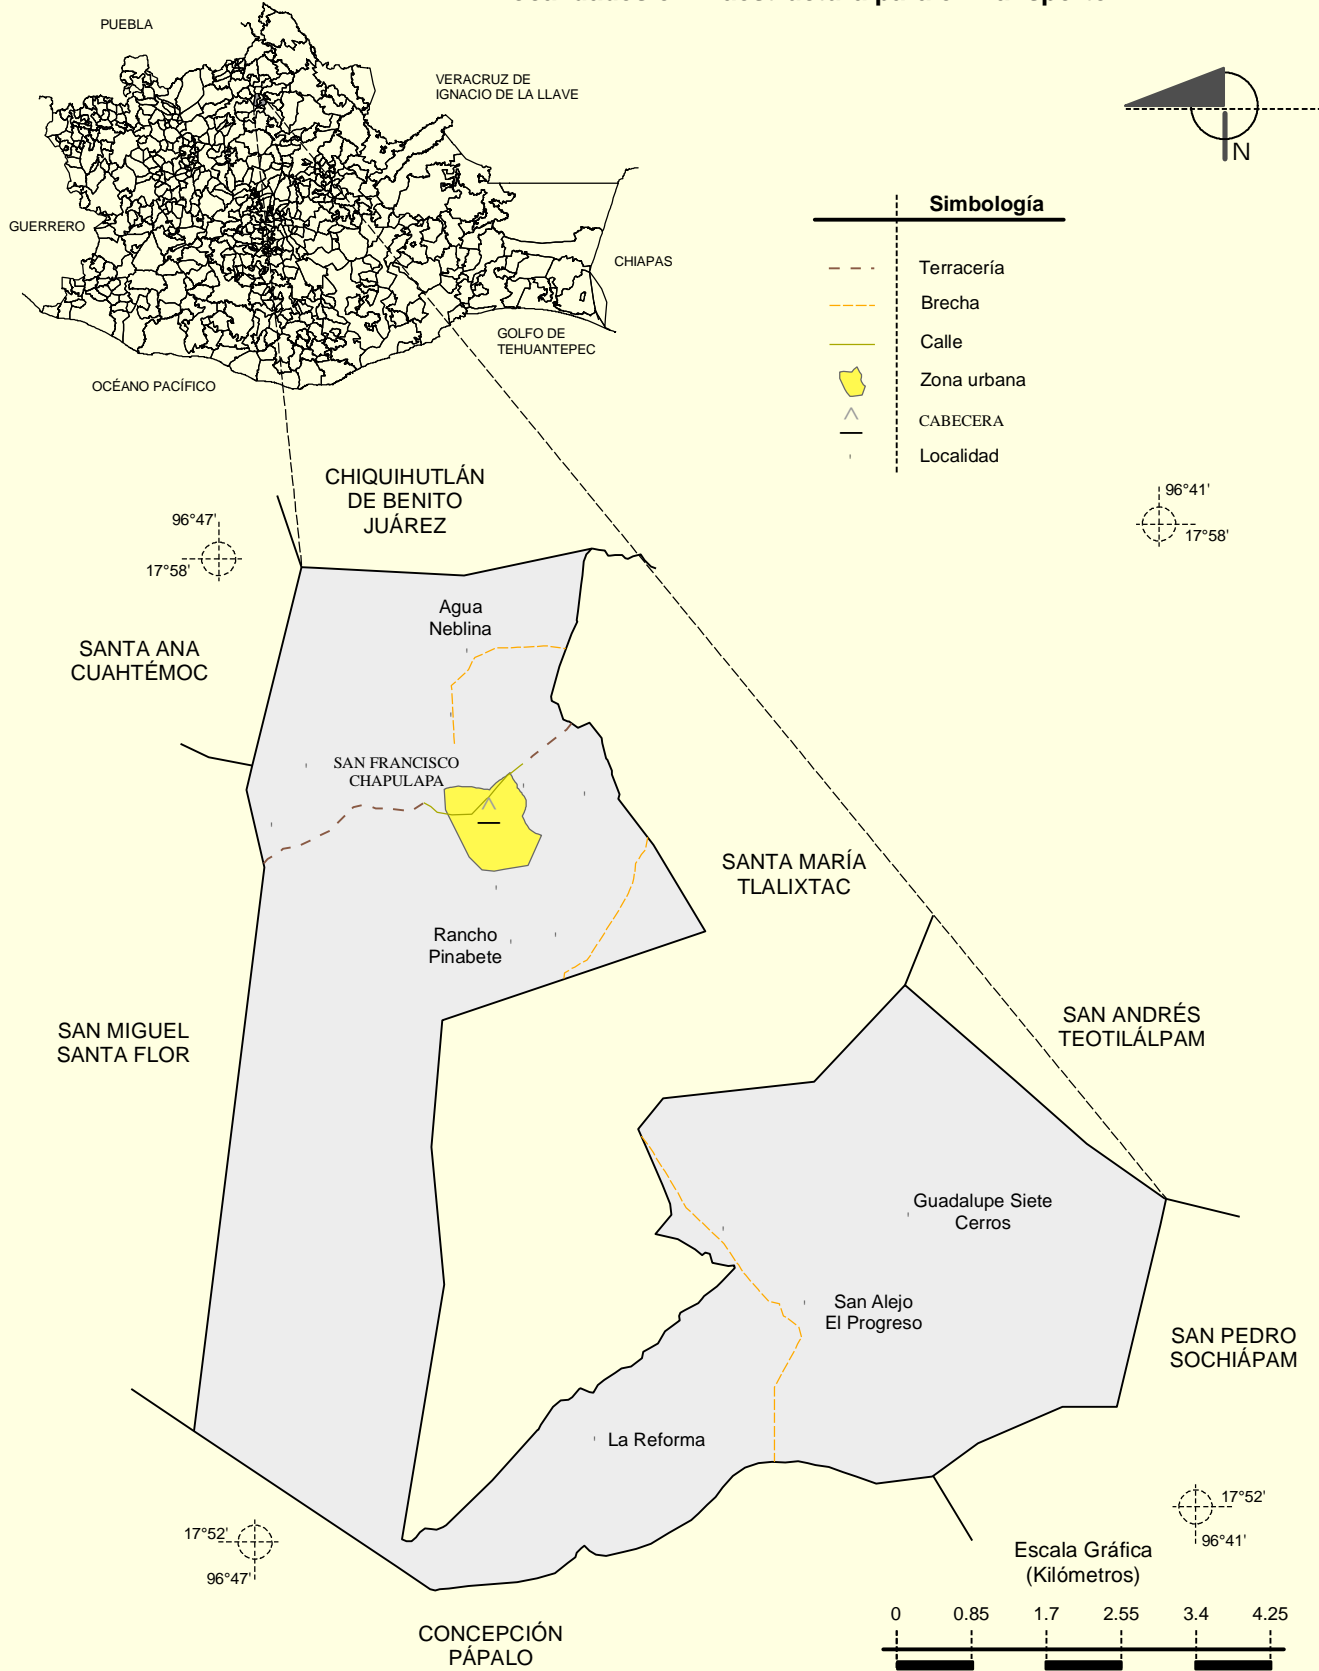 PUEBLA
VERACRUZ DE
IGNACIO DE LA LLAVE
GUERRERO
CHIAPAS
GOLFO DE
TEHUANTEPEC
OCÉANO PACÍFICO
N
Simbología
Terracería
Brecha
Calle
Zona urbana
CABECERA
Localidad
CHIQUIHUTLÁN
DE BENITO
JUÁREZ
96°47'
17°58'
96°41'
17°58'
Agua
Neblina
SANTA ANA
CUAHTÉMOC
SAN FRANCISCO
CHAPULAPA
SANTA MARÍA
TLALIXTAC
Rancho
Pinabete
SAN MIGUEL
SANTA FLOR
SAN ANDRÉS
TEOTILÁLPAM
Guadalupe Siete
Cerros
San Alejo
El Progreso
SAN PEDRO
SOCHIÁPAM
La Reforma
17°52'
96°47'
17°52'
96°41'
Escala Gráfica
(Kilómetros)
0 0.85 1.7 2.55 3.4 4.25
CONCEPCIÓN
PÁPALO